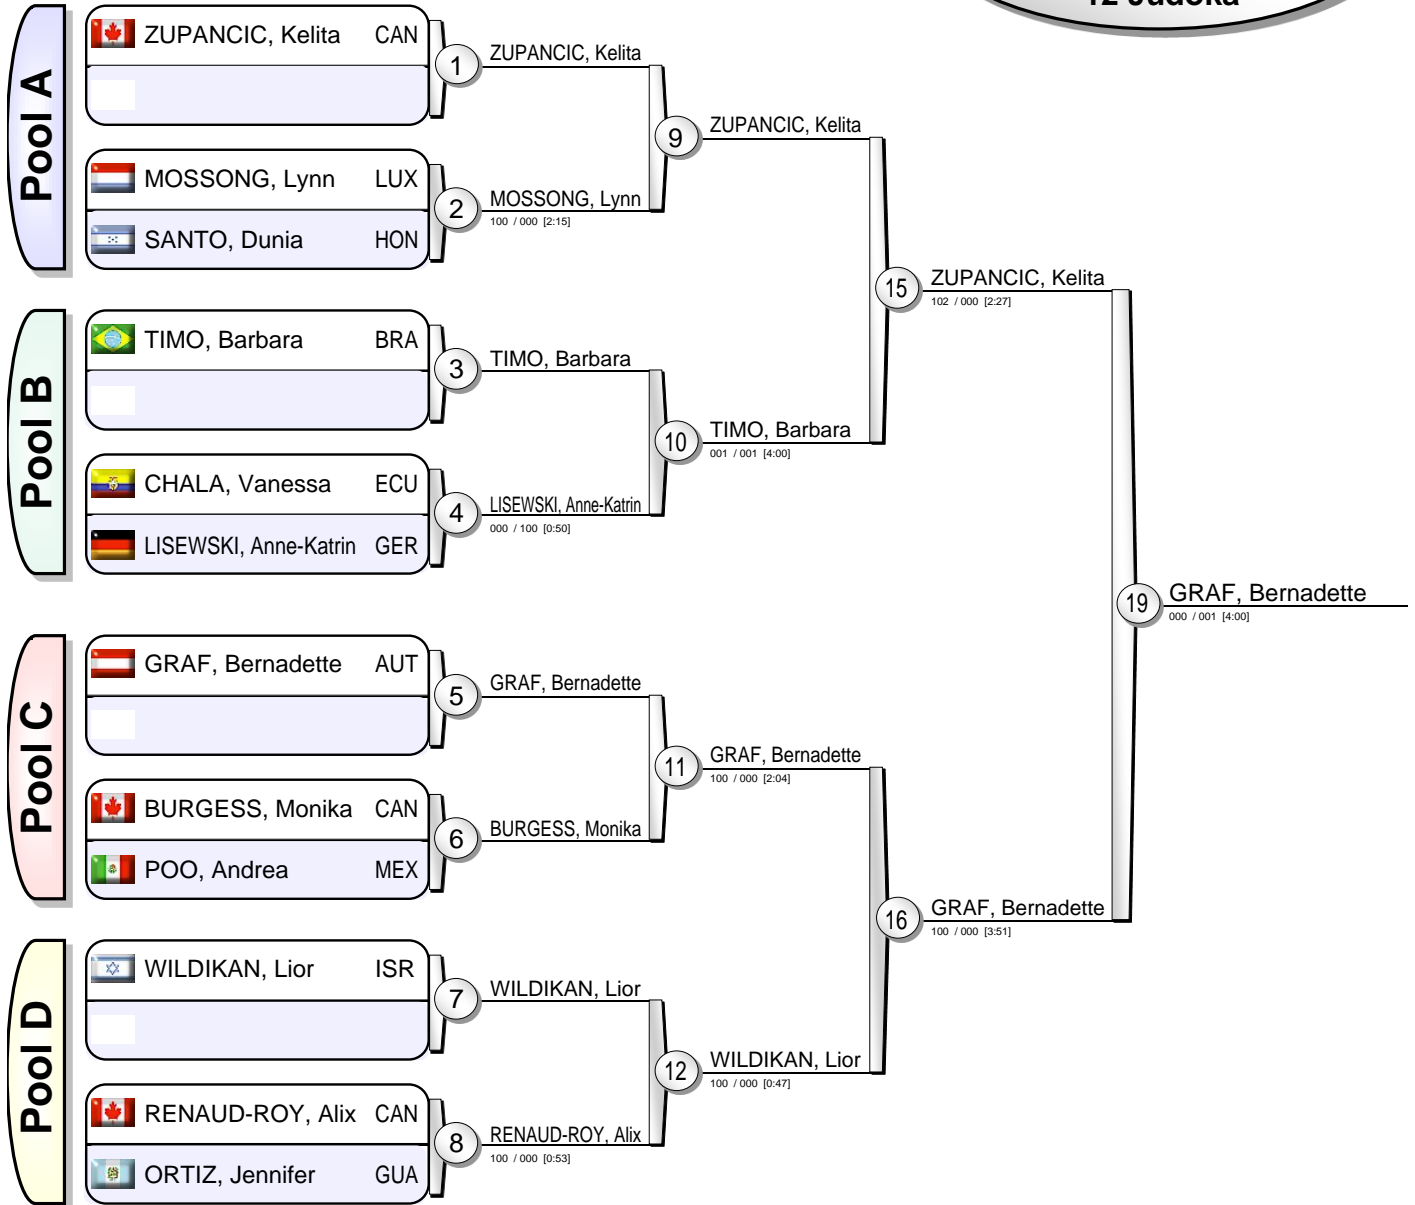 12 Judoka
Pool A
ZUPANCIC, Kelita CAN
1
ZUPANCIC, Kelita
MOSSONG, Lynn LUX
SANTO, Dunia HON
2
MOSSONG, Lynn
100 / 000 [2:15]
9
ZUPANCIC, Kelita
Pool B
TIMO, Barbara BRA
3
TIMO, Barbara
CHALA, Vanessa ECU
LISEWSKI, Anne-Katrin GER
4
LISEWSKI, Anne-Katrin
000 / 100 [0:50]
10
TIMO, Barbara
001 / 001 [4:00]
15
ZUPANCIC, Kelita
102 / 000 [2:27]
Pool C
GRAF, Bernadette AUT
5
GRAF, Bernadette
BURGESS, Monika CAN
POO, Andrea MEX
6
BURGESS, Monika
11
GRAF, Bernadette
100 / 000 [2:04]
Pool D
WILDIKAN, Lior ISR
7
WILDIKAN, Lior
RENAUD-ROY, Alix CAN
ORTIZ, Jennifer GUA
8
RENAUD-ROY, Alix
100 / 000 [0:53]
12
WILDIKAN, Lior
100 / 000 [0:47]
16
GRAF, Bernadette
100 / 000 [3:51]
19
GRAF, Bernadette
000 / 001 [4:00]